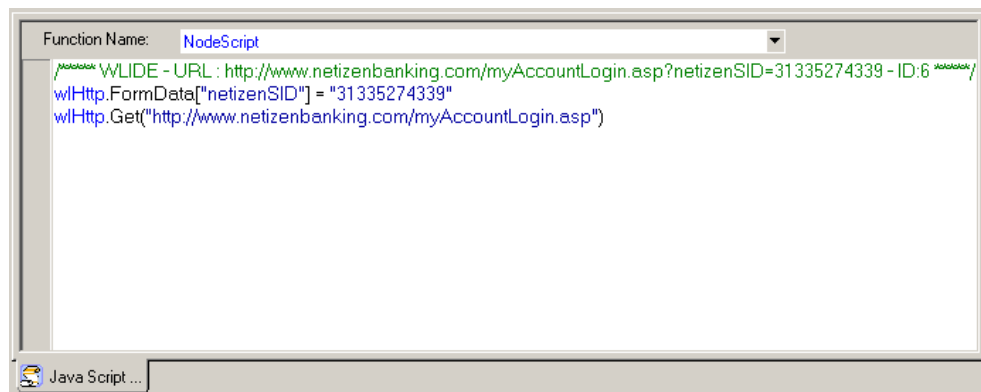 Function Name: NodeScript
/***** WLIDE - URL : http://www.netizenbanking.com/myAccountLogin.asp?netizenSID=31335274339 - ID:6 *****/
wlHttp.FormData["netizenSID"] = "31335274339"
wlHttp.Get("http://www.netizenbanking.com/myAccountLogin.asp")
Java Script ...